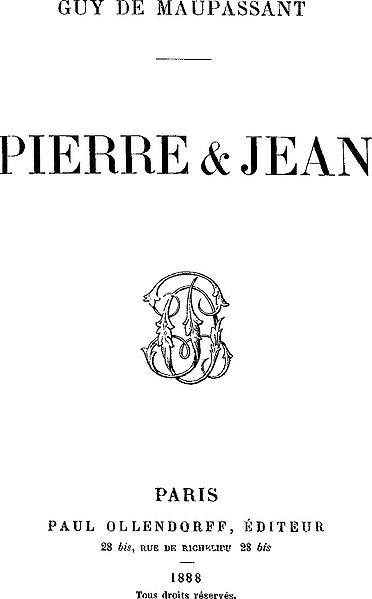 GUY DE MAUPASSANT
PIERRE & JEAN
PARIS
PAUL OLLENDORFF, ÉDITEUR
28 bis, RUE DE RICHELIEU 28 bis
1888
Tous droits réservés.